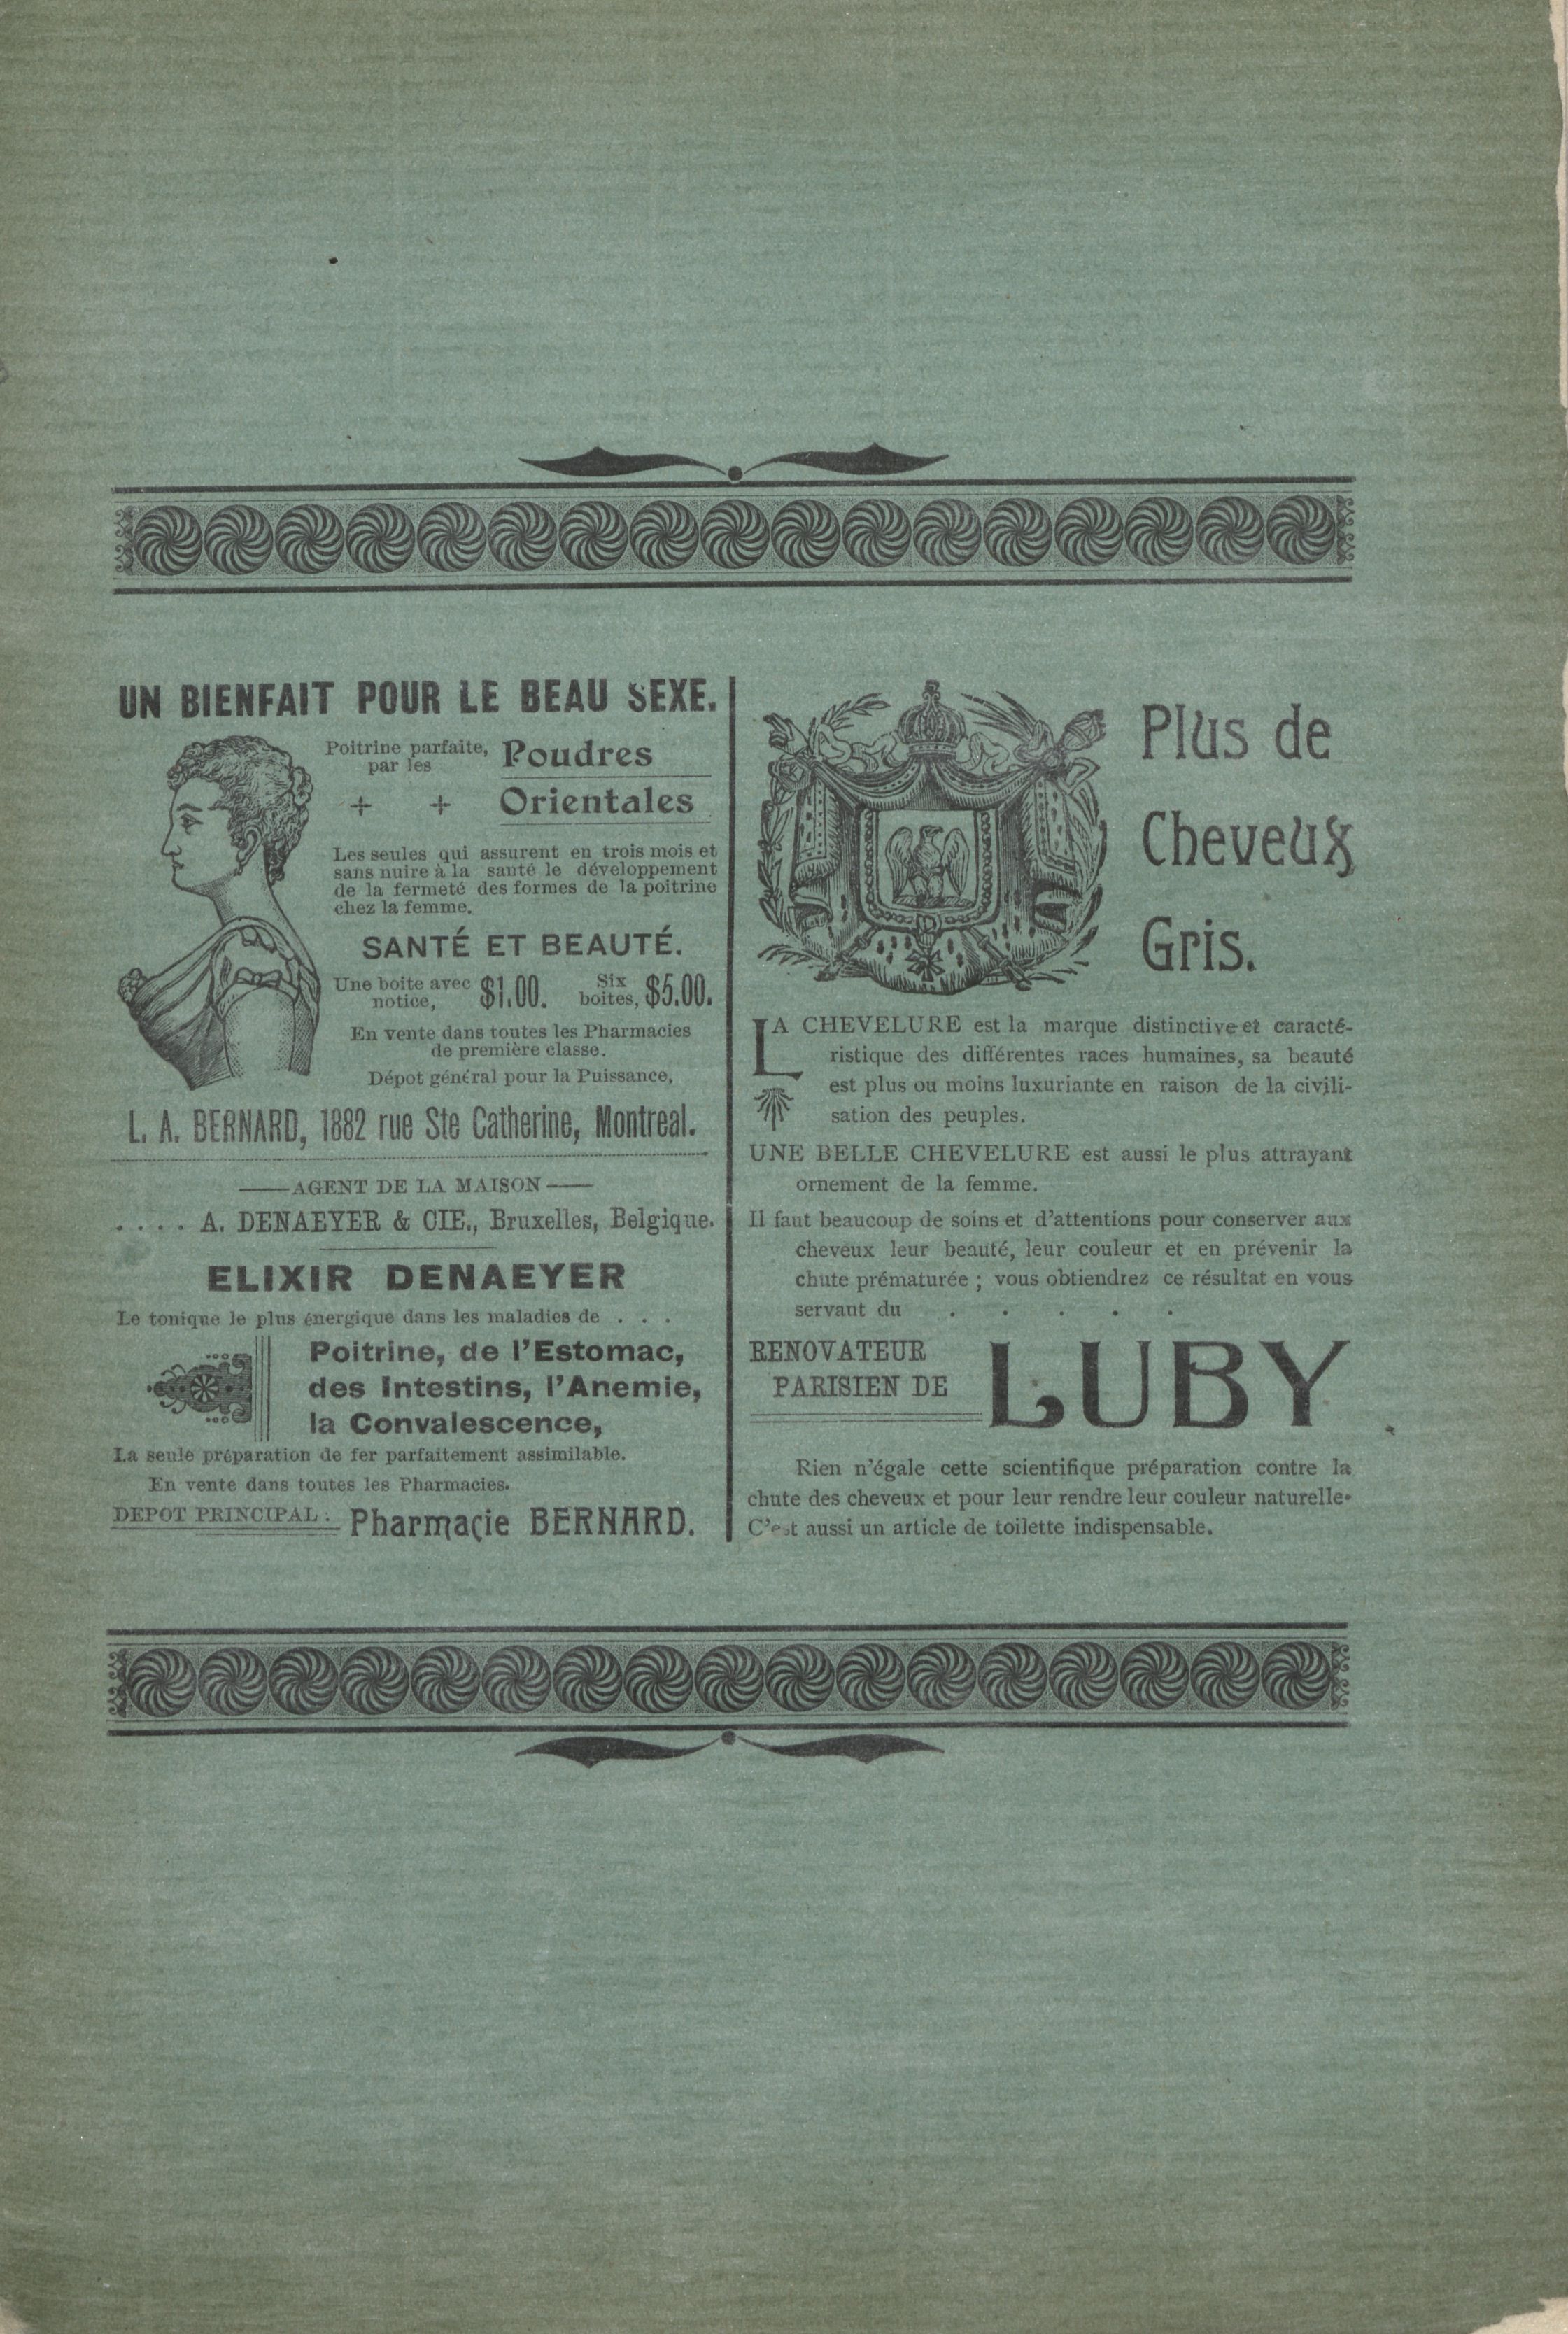 UN BIENFAIT POUR LE BEAU SEXE.
Poitrine parfaite,
par les
Poudres
Orientales
Les seules qui assurent en trois mois et
sans nuire à la santé le développement
de la fermeté des formes de la poitrine
chez la femme.
SANTÉ ET BEAUTÉ.
Une boite avec
notice, $1.00. Six
boites, $5.00.
En vente dans toutes les Pharmacies
de première classe.
Dépot général pour la Puissance,
L. A. BERNARD, 1882 rue Ste Catherine, Montreal.
AGENT DE LA MAISON
. . . . A. DENAEYER & CIE., Bruxelles, Belgique.
ELIXIR DENAEYER
Le tonique le plus énergique dans les maladies de . . .
Poitrine, de l'Estomac,
des Intestins, l'Anemie,
la Convalescence,
La seule préparation de fer parfaitement assimilable.
En vente dans toutes les Pharmacies.
DEPOT PRINCIPAL : Pharmacie BERNARD.
Plus de
Cheveux
Gris.
LA CHEVELURE est la marque distinctive et caracté-
ristique des différentes races humaines, sa beauté
est plus ou moins luxuriante en raison de la civili-
sation des peuples.
UNE BELLE CHEVELURE est aussi le plus attrayant
ornement de la femme.
Il faut beaucoup de soins et d'attentions pour conserver aux
cheveux leur beauté, leur couleur et en prévenir la
chute prématurée ; vous obtiendrez ce résultat en vous
servant du . . . . .
RENOVATEUR
PARISIEN DE
LUBY
Rien n'égale cette scientifique préparation contre la
chute des cheveux et pour leur rendre leur couleur naturelle.
C'est aussi un article de toilette indispensable.